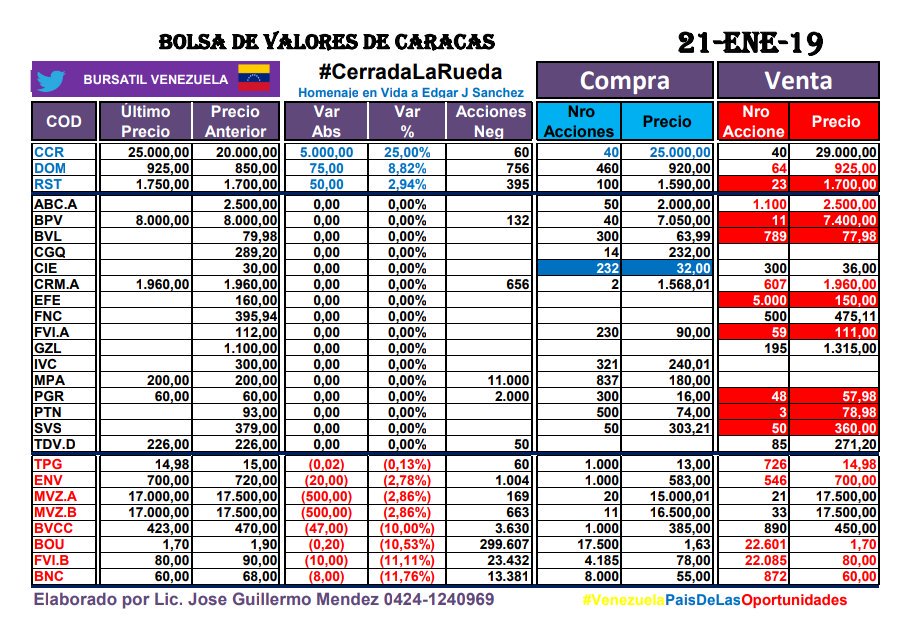 BOLSA DE VALORES DE CARACAS 21-ENE-19
BURSATIL VENEZUELA #CerradaLaRueda Compra Venta
Homenaje en Vida a Edgar J Sanchez
COD Último Precio Precio Anterior Var Abs Var % Acciones Neg Nro Acciones Precio Nro Accione Precio
CCR 25.000,00 20.000,00 5.000,00 25,00% 60 40 25.000,00 40 29.000,00
DOM 925,00 850,00 75,00 8,82% 756 460 920,00 64 925,00
RST 1.750,00 1.700,00 50,00 2,94% 395 100 1.590,00 23 1.700,00
ABC.A 2.500,00 0,00 0,00% 50 2.000,00 1.100 2.500,00
BPV 8.000,00 8.000,00 0,00 0,00% 132 40 7.050,00 11 7.400,00
BVL 79,98 0,00 0,00% 300 63,99 789 77,98
CGQ 289,20 0,00 0,00% 14 232,00
CIE 30,00 0,00 0,00% 232 32,00 300 36,00
CRM.A 1.960,00 1.960,00 0,00 0,00% 656 2 1.568,01 607 1.960,00
EFE 160,00 0,00 0,00% 5.000 150,00
FNC 395,94 0,00 0,00% 500 475,11
FVI.A 112,00 0,00 0,00% 230 90,00 59 111,00
GZL 1.100,00 0,00 0,00% 195 1.315,00
IVC 300,00 0,00 0,00% 321 240,01
MPA 200,00 200,00 0,00 0,00% 11.000 837 180,00
PGR 60,00 60,00 0,00 0,00% 2.000 300 16,00 48 57,98
PTN 93,00 0,00 0,00% 500 74,00 3 78,98
SVS 379,00 0,00 0,00% 50 303,21 50 360,00
TDV.D 226,00 226,00 0,00 0,00% 50 85 271,20
TPG 14,98 15,00 (0,02) (0,13%) 60 1.000 13,00 726 14,98
ENV 700,00 720,00 (20,00) (2,78%) 1.004 1.000 583,00 546 700,00
MVZ.A 17.000,00 17.500,00 (500,00) (2,86%) 169 20 15.000,01 21 17.500,00
MVZ.B 17.000,00 17.500,00 (500,00) (2,86%) 663 11 16.500,00 33 17.500,00
BVCC 423,00 470,00 (47,00) (10,00%) 3.630 1.000 385,00 890 450,00
BOU 1,70 1,90 (0,20) (10,53%) 299.607 17.500 1,63 22.601 1,70
FVI.B 80,00 90,00 (10,00) (11,11%) 23.432 4.185 78,00 22.085 80,00
BNC 60,00 68,00 (8,00) (11,76%) 13.381 8.000 55,00 872 60,00
Elaborado por Lic. Jose Guillermo Mendez 0424-1240969 #VenezuelaPaisDeLasOportunidades